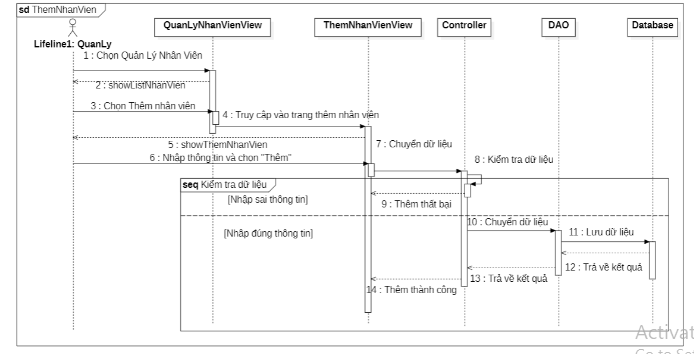 sd ThemNhanVien
QuanLyNhanVienView
ThemNhanVienView
Controller
DAO
Database
Lifeline1: QuanLy
1 : Chọn Quản Lý Nhân Viên
2 : showListNhanVien
3 : Chọn Thêm nhân viên
4 : Truy cập vào trang thêm nhân viên
5 : showThemNhanVien
6 : Nhập thông tin và chọn "Thêm"
7 : Chuyển dữ liệu
8 : Kiểm tra dữ liệu
seq Kiểm tra dữ liệu
[Nhập sai thông tin]
9 : Thêm thất bại
[Nhập đúng thông tin]
10 : Chuyển dữ liệu
11 : Lưu dữ liệu
12 : Trả về kết quả
13 : Trả về kết quả
14 : Thêm thành công
Activat